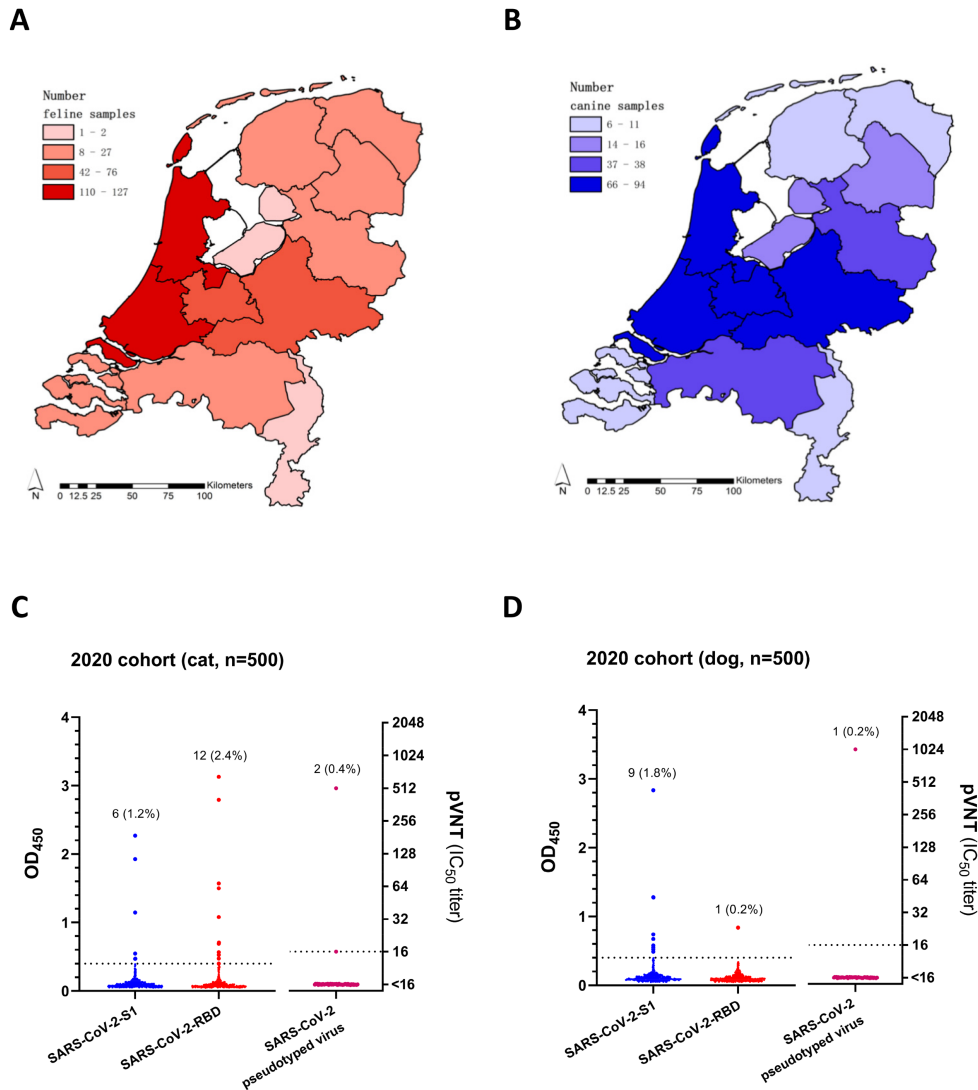 A
Number
feline samples
1 - 2
8 - 27
42 - 76
110 - 127
N
0 12.5 25 50 75 100
Kilometers
B
Number
canine samples
6 - 11
14 - 16
37 - 38
66 - 94
N
0 12.5 25 50 75 100
Kilometers
C
2020 cohort (cat, n=500)
OD450
4
3
2
1
0
6 (1.2%)
12 (2.4%)
2 (0.4%)
2048
1024
512
256
128
64
32
16
<16
pVNT (IC50 titer)
SARS-CoV-2-S1
SARS-CoV-2-RBD
SARS-CoV-2
pseudotyped virus
D
2020 cohort (dog, n=500)
OD450
4
3
2
1
0
9 (1.8%)
1 (0.2%)
1 (0.2%)
2048
1024
512
256
128
64
32
16
<16
pVNT (IC50 titer)
SARS-CoV-2-S1
SARS-CoV-2-RBD
SARS-CoV-2
pseudotyped virus